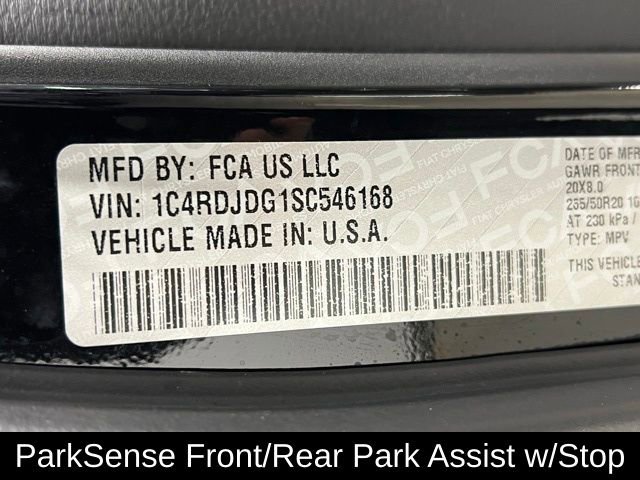 MFD BY: FCA US LLC
VIN: 1C4RDJDG1SC546168
VEHICLE MADE IN: U.S.A.
DATE OF MFR
GAWR FRONT
20X8.0
255/50R20 10
AT 230 kPa /
TYPE: MPV
THIS VEHICLE
STAN
ParkSense Front/Rear Park Assist w/Stop